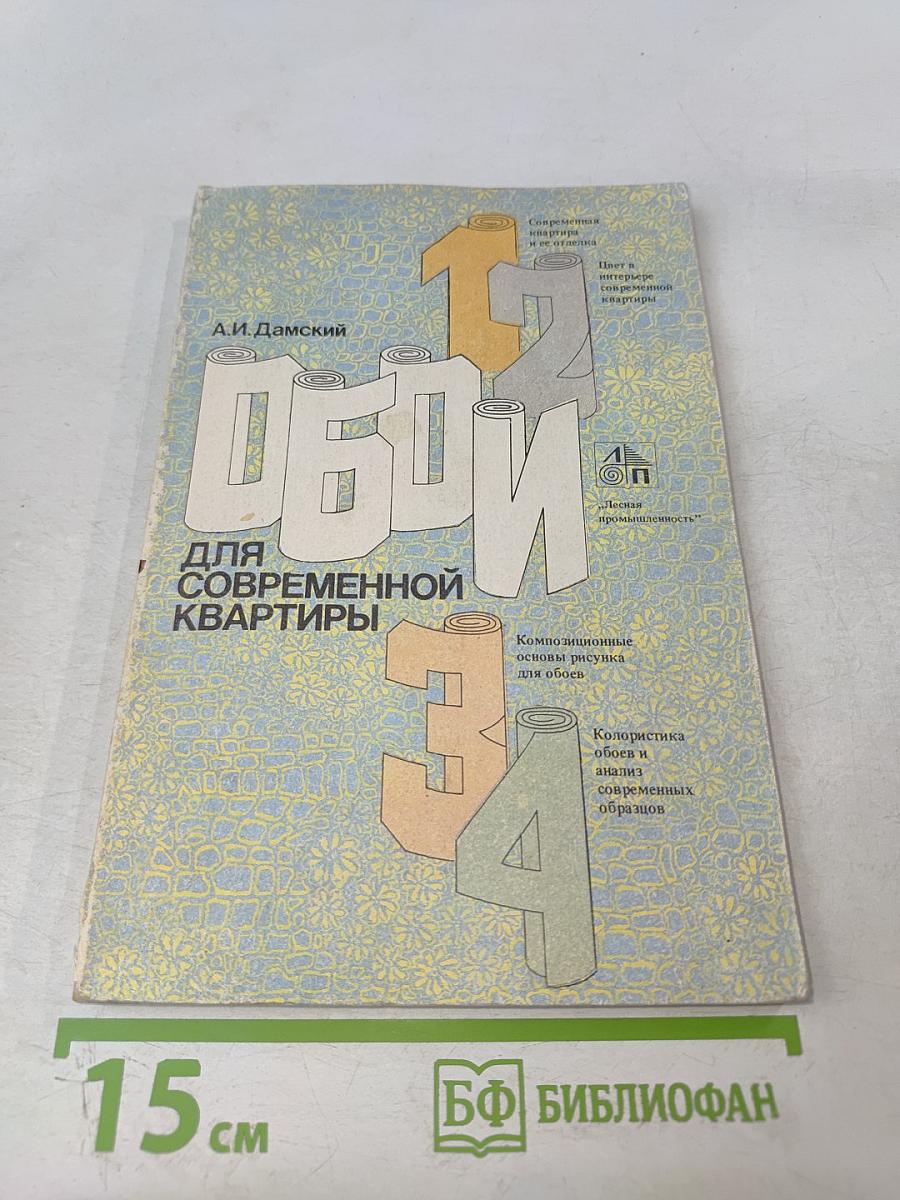 1
Современная
квартира
и ее отделка
2
Цвет в
интерьере
современной
квартиры
А.И.Дамский
ОБОИ
ДЛЯ
СОВРЕМЕННОЙ
КВАРТИРЫ
ЛП
„Лесная
промышленность”
3
Композиционные
основы рисунка
для обоев
4
Колористика
обоев и
анализ
современных
образцов
15 см
БФ БИБЛИОФАН